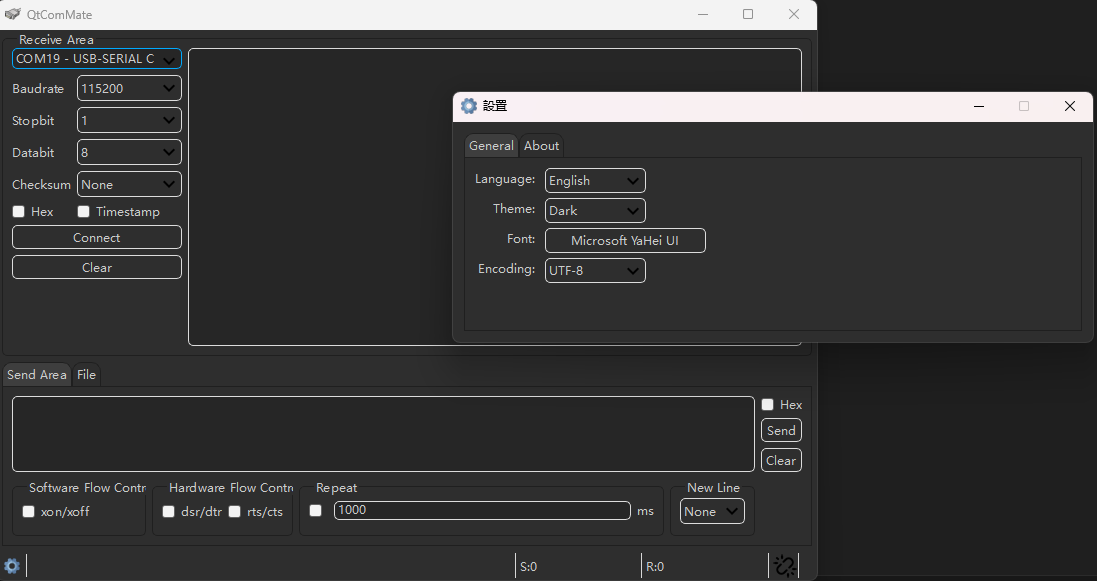 QtComMate
Receive Area
COM19 - USB-SERIAL C
Baudrate 115200
Stopbit 1
Databit 8
Checksum None
Hex Timestamp
Connect
Clear
設置
General About
Language: English
Theme: Dark
Font: Microsoft YaHei UI
Encoding: UTF-8
Send Area File
Hex
Send
Clear
Software Flow Contr Hardware Flow Contr Repeat New Line
xon/xoff dsr/dtr rts/cts 1000 ms None
S:0 R:0